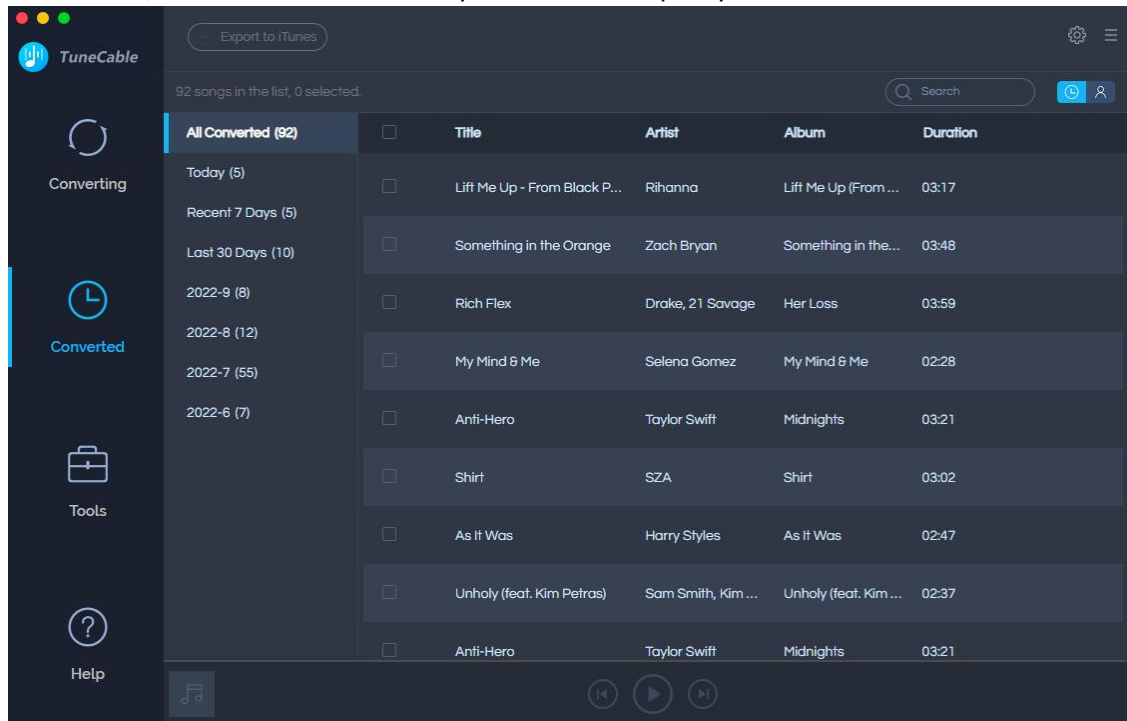 Export to iTunes
TuneCable
92 songs in the list, 0 selected.
Search
Converting
Converted
Tools
Help
All Converted (92)
Today (5)
Recent 7 Days (5)
Last 30 Days (10)
2022-9 (8)
2022-8 (12)
2022-7 (55)
2022-6 (7)
Title Artist Album Duration
Lift Me Up - From Black P... Rihanna Lift Me Up (From ... 03:17
Something in the Orange Zach Bryan Something in the... 03:48
Rich Flex Drake, 21 Savage Her Loss 03:59
My Mind & Me Selena Gomez My Mind & Me 02:28
Anti-Hero Taylor Swift Midnights 03:21
Shirt SZA Shirt 03:02
As It Was Harry Styles As It Was 02:47
Unholy (feat. Kim Petras) Sam Smith, Kim ... Unholy (feat. Kim ... 02:37
Anti-Hero Taylor Swift Midnights 03:21